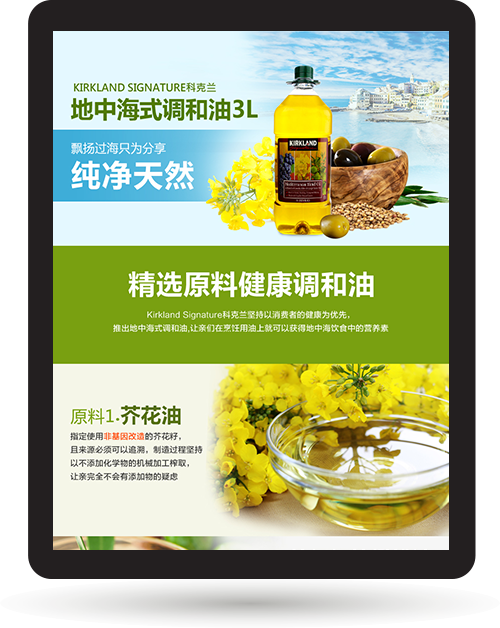 KIRKLAND SIGNATURE科克兰
地中海式调和油3L
飘扬过海只为分享
纯净天然
KIRKLAND
精选原料健康调和油
Kirkland Signature科克兰坚持以消费者的健康为优先，
推出地中海式调和油,让亲们在烹饪用油上就可以获得地中海饮食中的营养素
原料1.芥花油
指定使用非基因改造的芥花籽，
且来源必须可以追溯，制造过程坚持
以不添加化学物的机械加工榨取，
让亲完全不会有添加物的疑虑